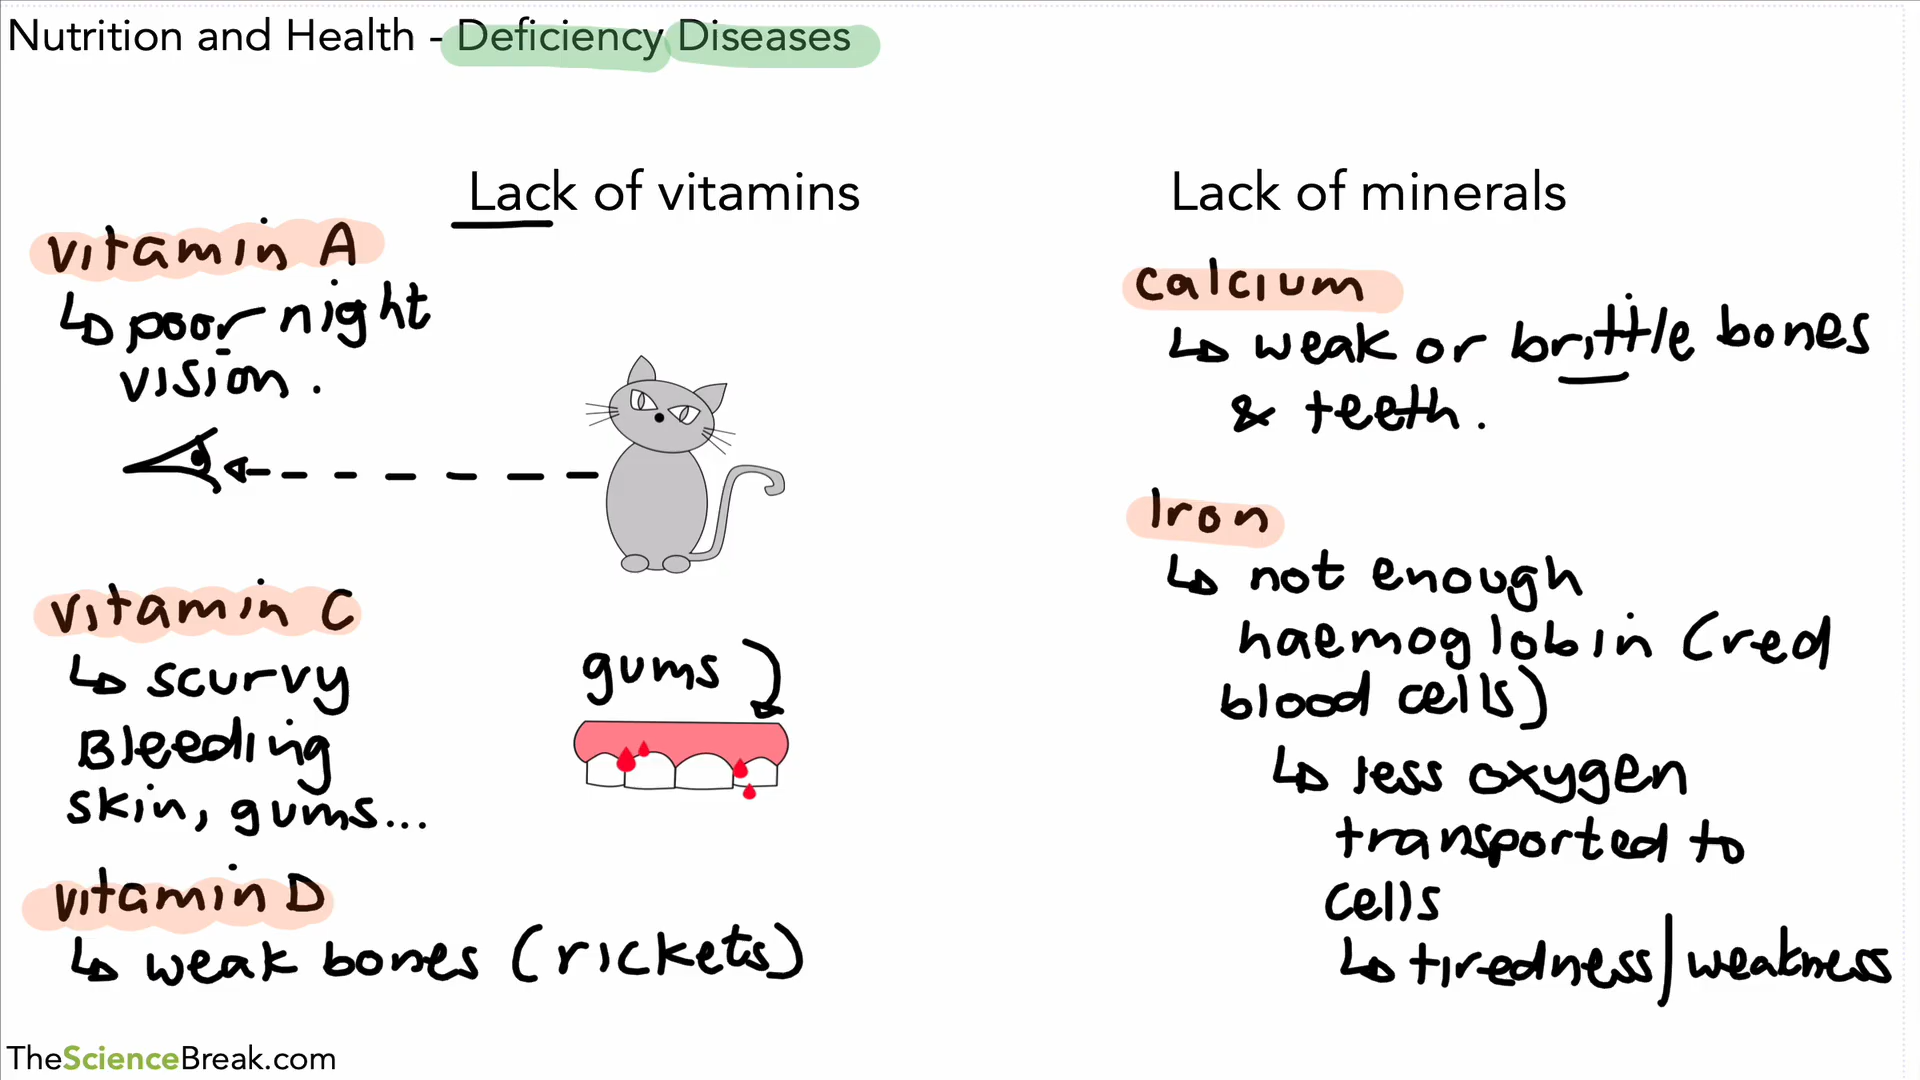 Nutrition and Health - Deficiency Diseases
Lack of vitamins
vitamin A
↳ poor night
vision.
vitamin C
↳ scurvy
Bleeding
skin, gums...
gums
vitamin D
↳ weak bones (rickets)
Lack of minerals
calcium
↳ weak or brittle bones
& teeth.
Iron
↳ not enough
haemoglobin (red
blood cells)
↳ less oxygen
transported to
cells
↳ tiredness/weakness
TheScienceBreak.com